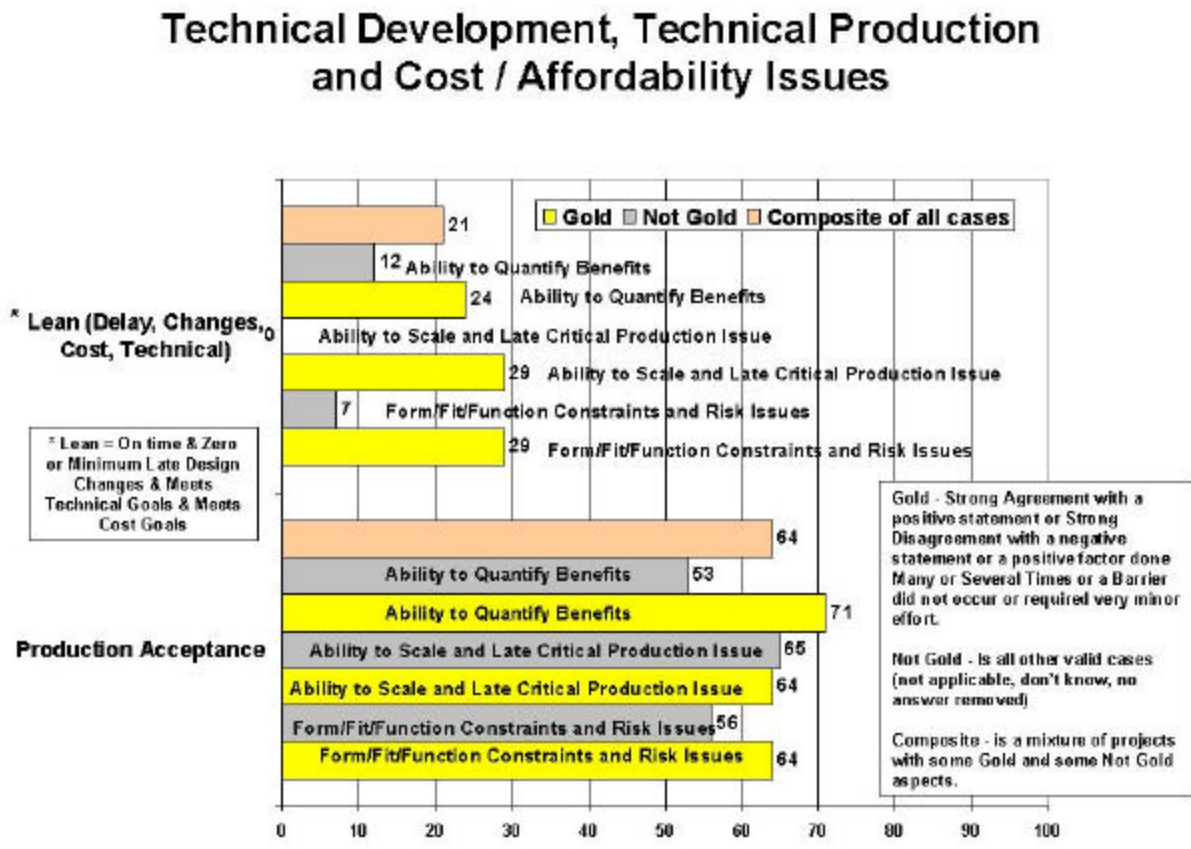 Technical Development, Technical Production
and Cost / Affordability Issues
Gold Not Gold Composite of all cases
21
12 Ability to Quantify Benefits
24 Ability to Quantify Benefits
* Lean (Delay, Changes,
Cost, Technical)
0 Ability to Scale and Late Critical Production Issue
29 Ability to Scale and Late Critical Production Issue
7 Form/Fit/Function Constraints and Risk Issues
29 Form/Fit/Function Constraints and Risk Issues
* Lean = On time & Zero
or Minimum Late Design
Changes & Meets
Technical Goals & Meets
Cost Goals
64
Ability to Quantify Benefits 53
Ability to Quantify Benefits 71
Production Acceptance
Ability to Scale and Late Critical Production Issue 65
Ability to Scale and Late Critical Production Issue 64
Form/Fit/Function Constraints and Risk Issues 56
Form/Fit/Function Constraints and Risk Issues 64
Gold - Strong Agreement with a
positive statement or Strong
Disagreement with a negative
statement or a positive factor done
Many or Several Times or a Barrier
did not occur or required very minor
effort.
Not Gold - Is all other valid cases
(not applicable, don't know, no
answer removed)
Composite - is a mixture of projects
with some Gold and some Not Gold
aspects.
0 10 20 30 40 50 60 70 80 90 100